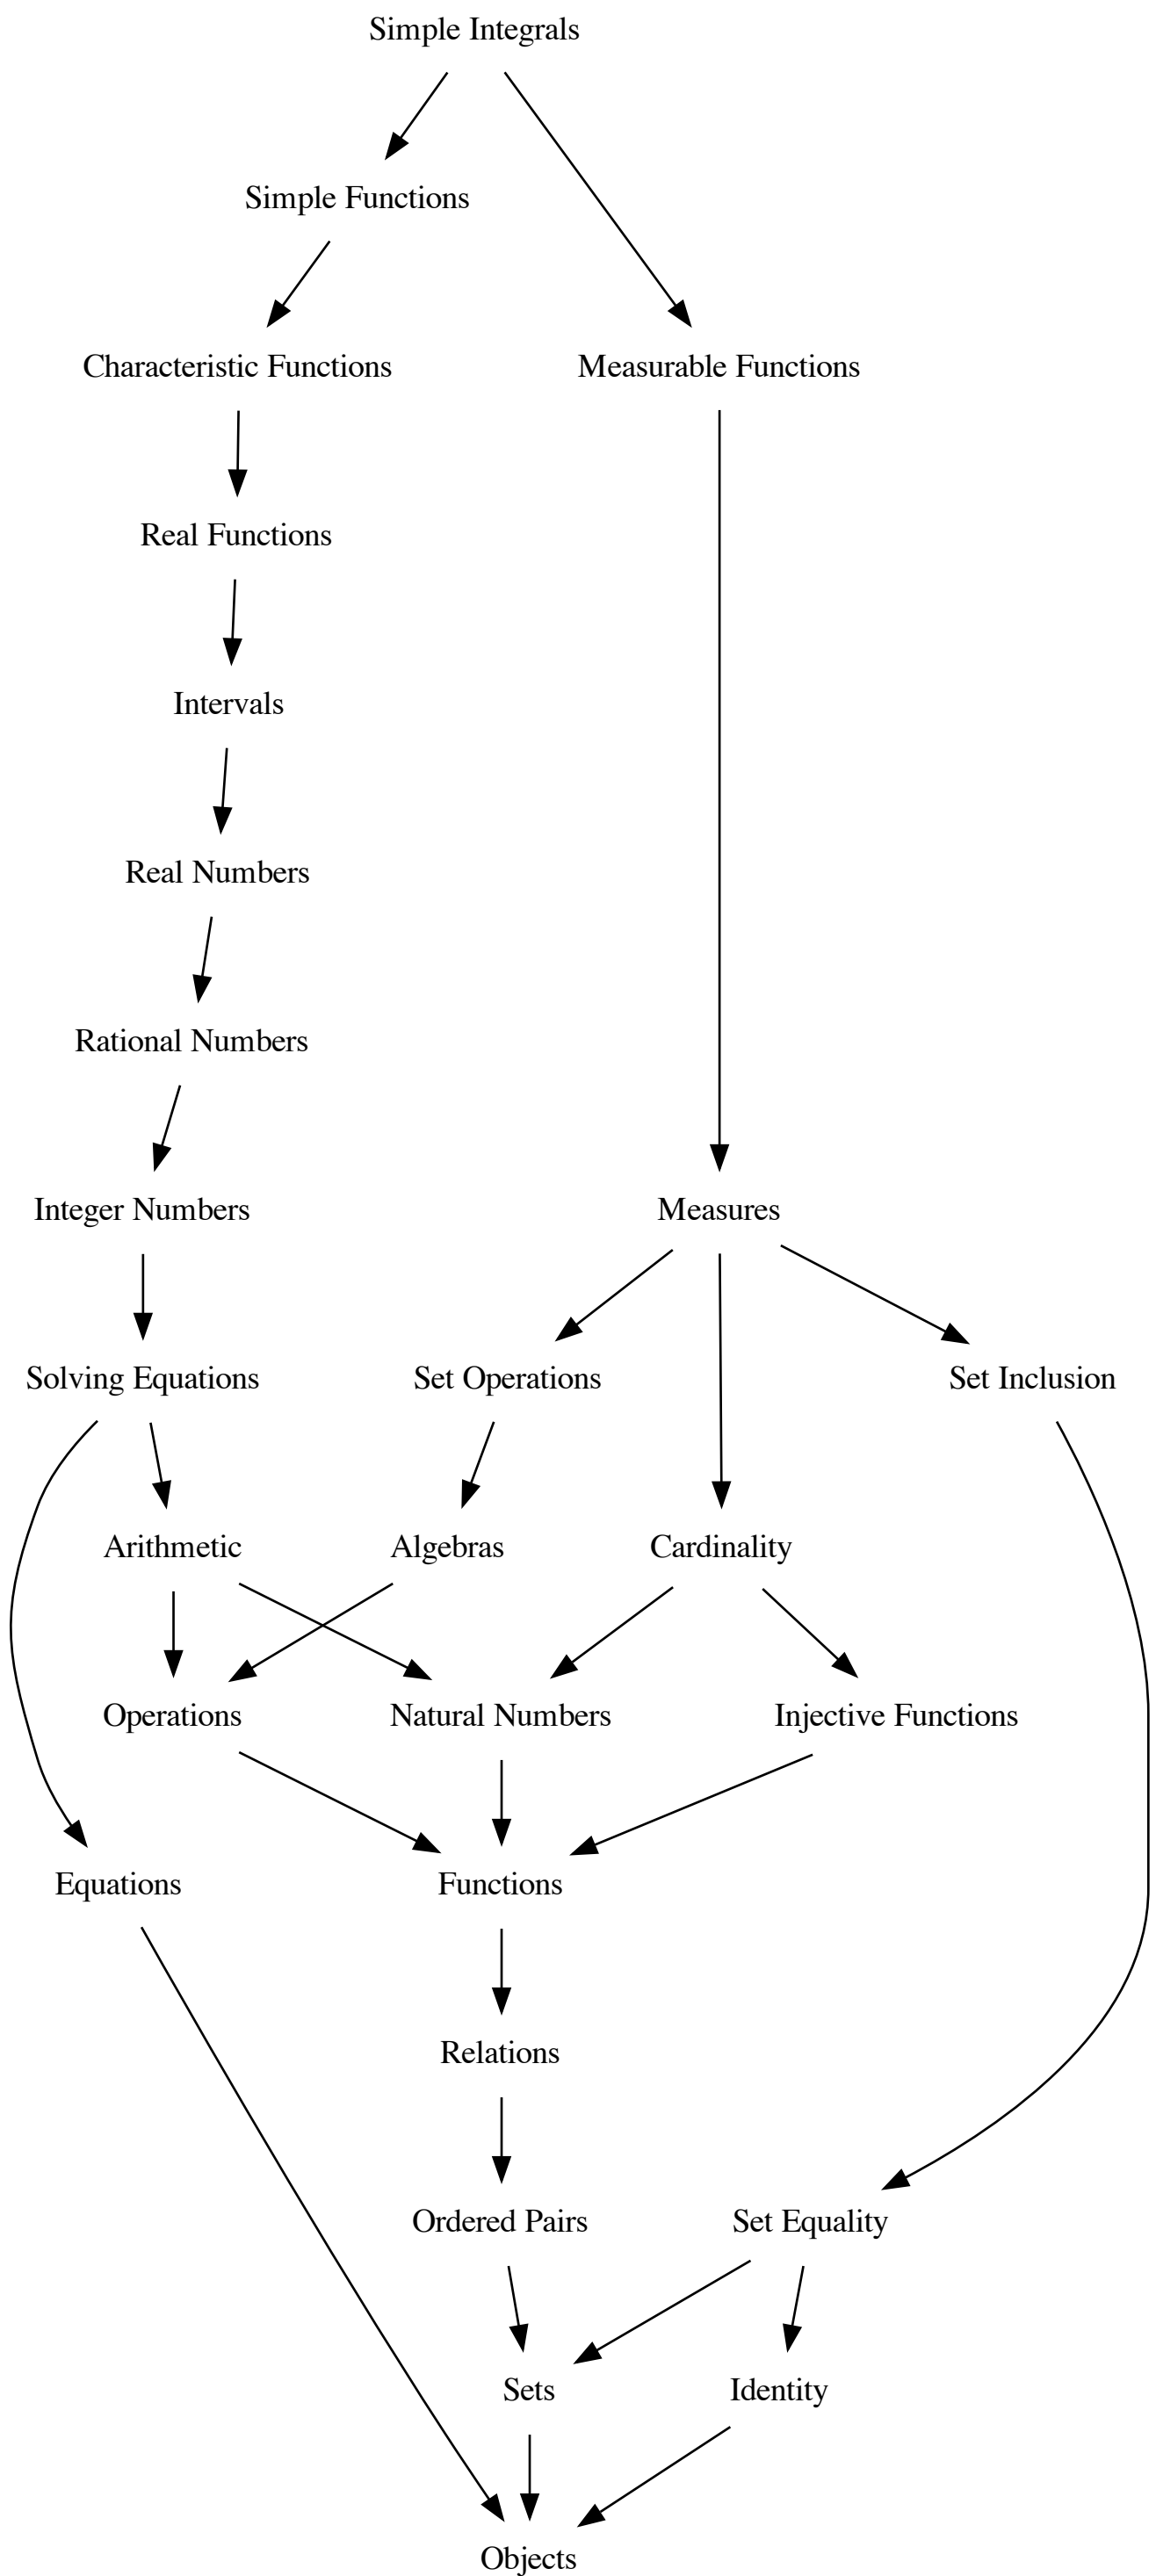 Simple Integrals
Simple Functions
Characteristic Functions
Measurable Functions
Real Functions
Intervals
Real Numbers
Rational Numbers
Integer Numbers
Measures
Solving Equations
Set Operations
Set Inclusion
Arithmetic
Algebras
Cardinality
Operations
Natural Numbers
Injective Functions
Equations
Functions
Relations
Ordered Pairs
Set Equality
Sets
Identity
Objects